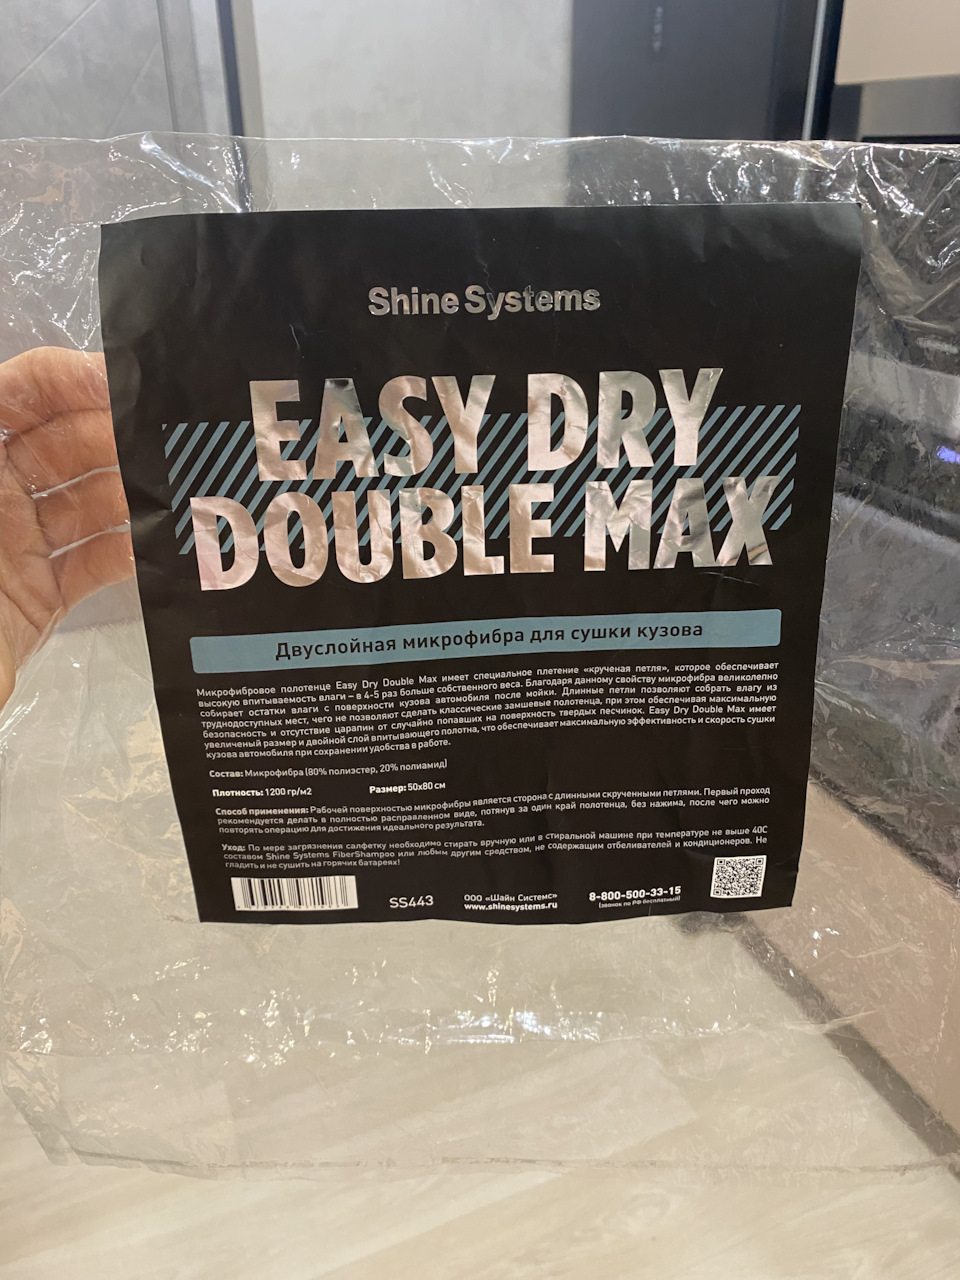 Shine Systems
EASY DRY
DOUBLE MAX
Двуслойная микрофибра для сушки кузова
Микрофибровое полотенце Easy Dry Double Max имеет специальное плетение «крученая петля», которое обеспечивает
высокую впитываемость влаги – в 4-5 раз больше собственного веса. Благодаря данному свойству микрофибра великолепно
собирает остатки влаги с поверхности кузова автомобиля после мойки. Длинные петли позволяют собрать влагу из
труднодоступных мест, чего не позволяют сделать классические замшевые полотенца, при этом обеспечивая максимальную
безопасность и отсутствие царапин от случайно попавших на поверхность твердых песчинок. Easy Dry Double Max имеет
увеличеный размер и двойной слой впитывающего полотна, что обеспечивает максимальную эффективность и скорость сушки
кузова автомобиля при сохранении удобства в работе.
Состав: Микрофибра (80% полиэстер, 20% полиамид)
Плотность: 1200 гр/м2 Размер: 50х80 см
Способ применения: Рабочей поверхностью микрофибры является сторона с длинными скрученными петлями. Первый проход
рекомендуется делать в полностью расправленном виде, потянув за один край полотенца, без нажима, после чего можно
повторять операцию для достижения идеального результата.
Уход: По мере загрязнения салфетку необходимо стирать вручную или в стиральной машине при температуре не выше 40С
составом Shine Systems FiberShampoo или любым другим средством, не содержащим отбеливателей и кондиционеров. Не
гладить и не сушить на горячих батареях!
SS443
ООО «Шайн Системс»
www.shinesystems.ru
8-800-500-33-15
(звонок по РФ бесплатный)